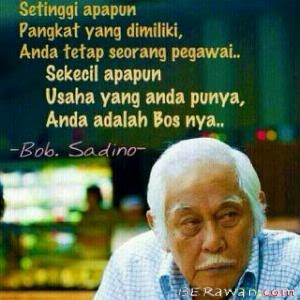 Setinggi apapun
Pangkat yang dimiliki,
Anda tetap seorang pegawai..
Sekecil apapun
Usaha yang anda punya,
Anda adalah Bos nya..
-Bob. Sadino-
BERawan.com